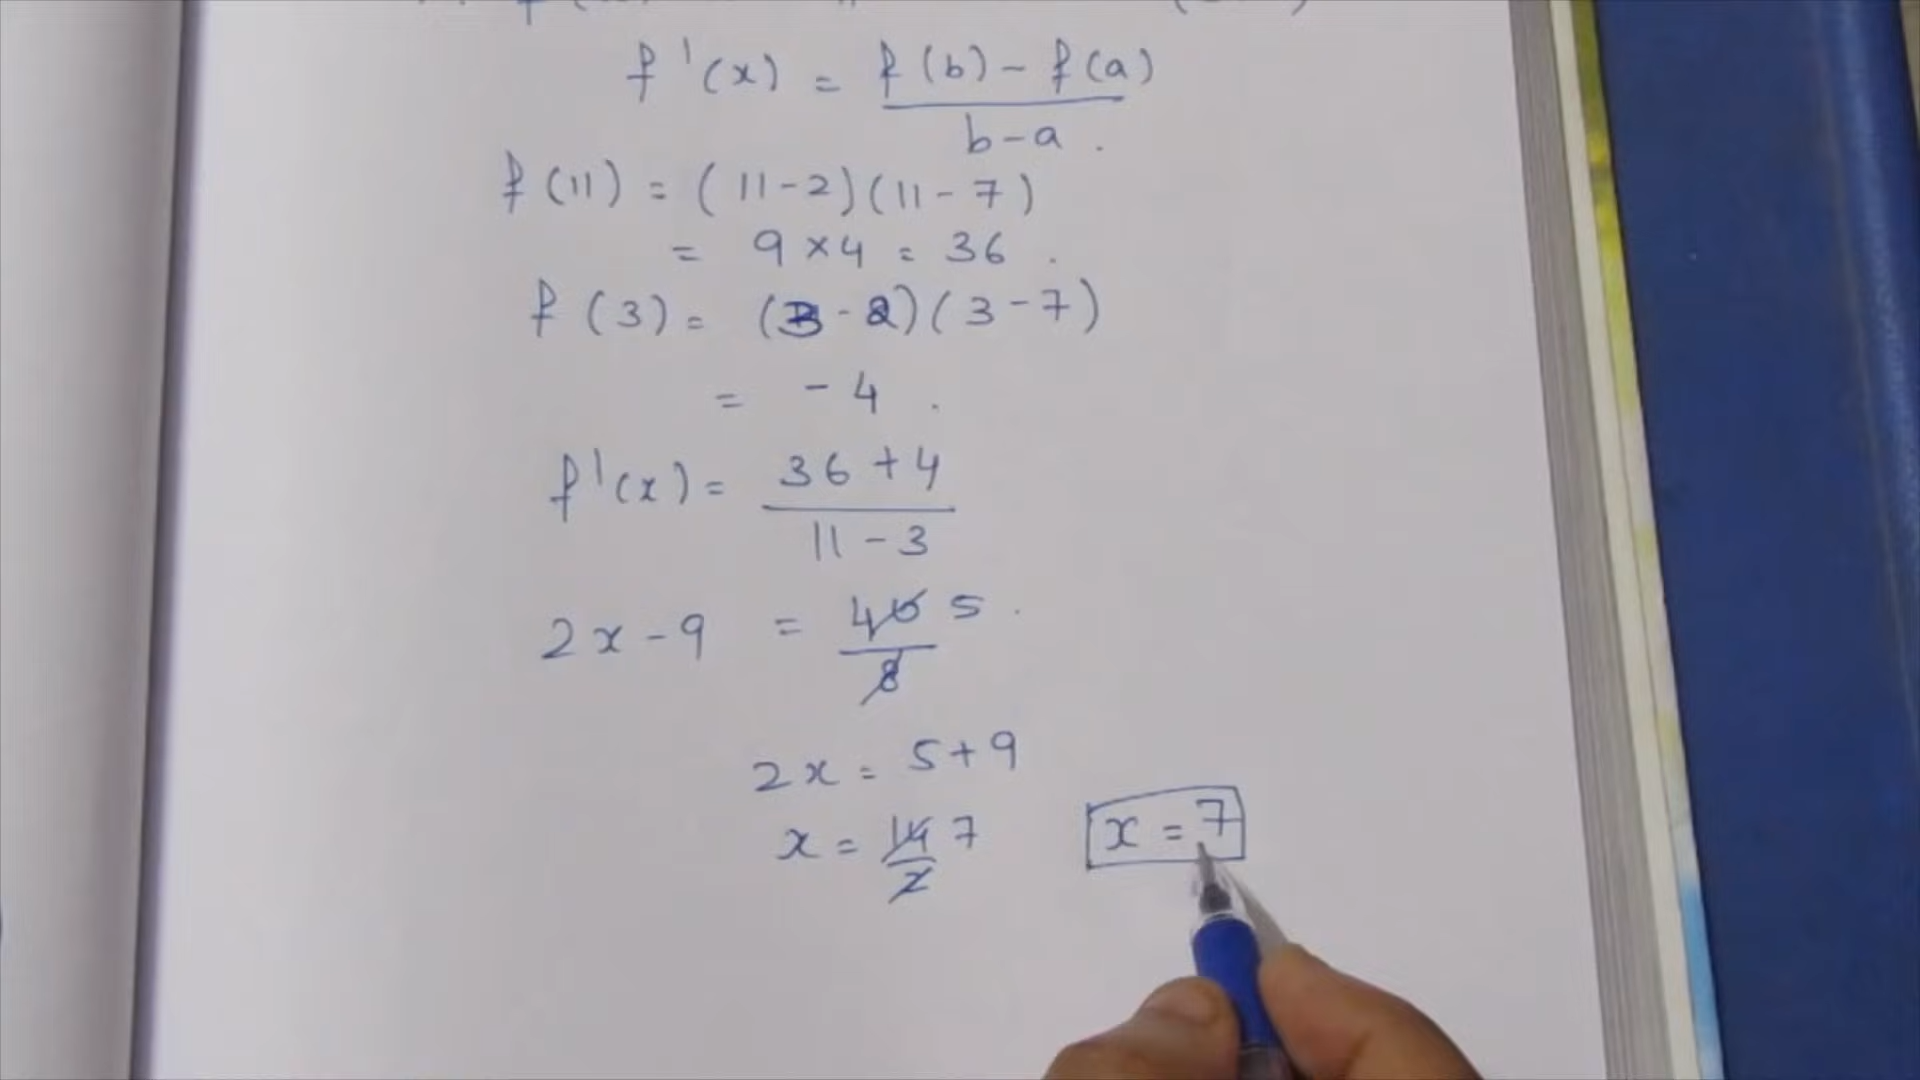 f'(x) = f(b) - f(a)
b - a .
f(11) = (11-2)(11-7)
= 9 × 4 = 36 .
f(3) = (3-2)(3-7)
= -4 .
f'(x) = 36 + 4
11 - 3
2x - 9 = 40 5 .
8
2x = 5 + 9
x = 14 7
2
x = 7